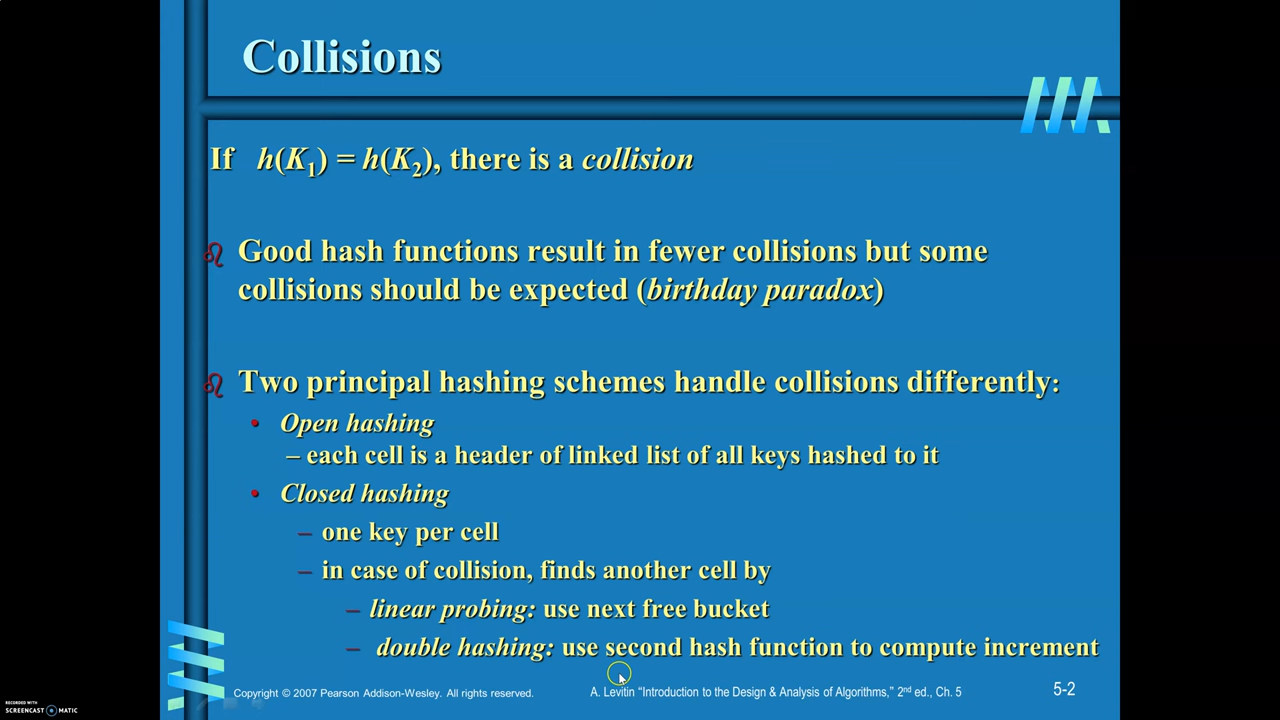 Collisions
If h(K1) = h(K2), there is a collision
Good hash functions result in fewer collisions but some
collisions should be expected (birthday paradox)
Two principal hashing schemes handle collisions differently:
• Open hashing
– each cell is a header of linked list of all keys hashed to it
• Closed hashing
– one key per cell
– in case of collision, finds another cell by
– linear probing: use next free bucket
– double hashing: use second hash function to compute increment
Copyright © 2007 Pearson Addison-Wesley. All rights reserved.
A. Levitin “Introduction to the Design & Analysis of Algorithms,” 2nd ed., Ch. 5
5-2
RECORDED WITH
SCREENCAST MATIC